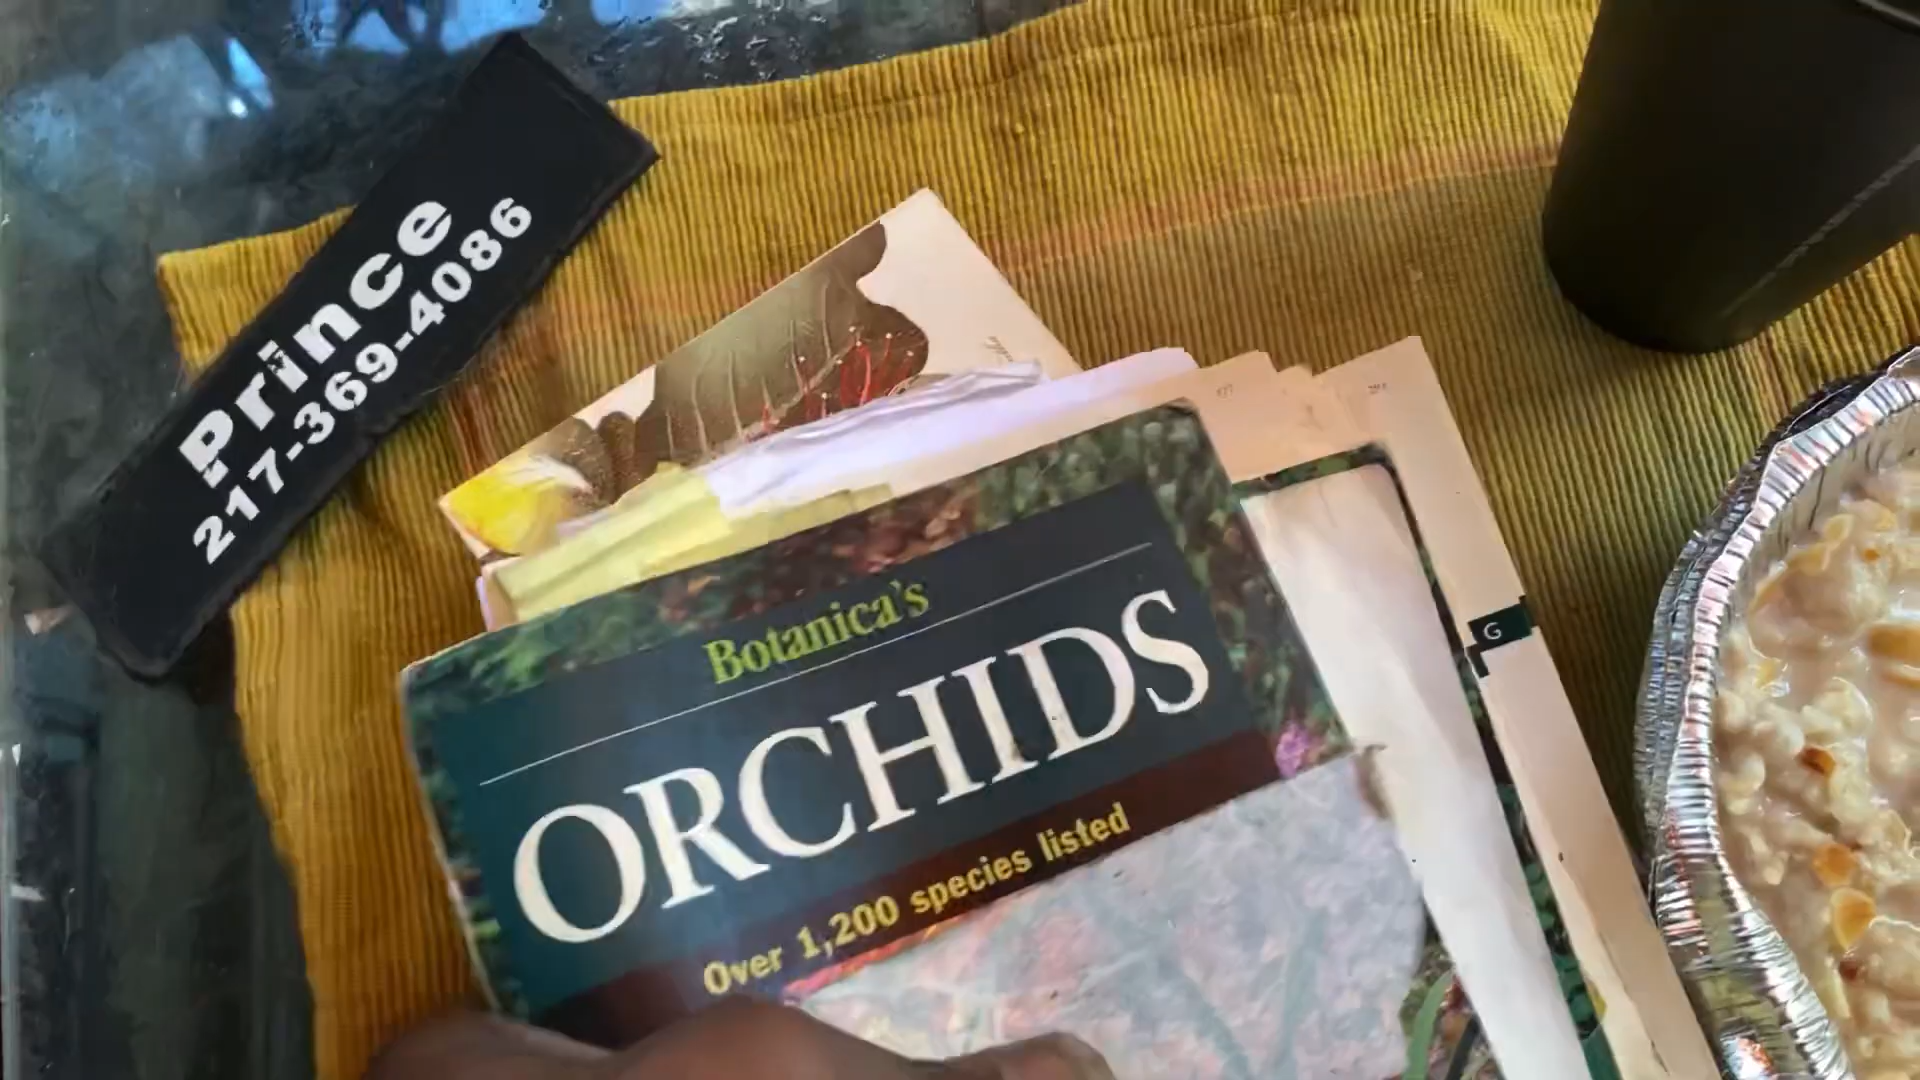 Prince
217-369-4086
Botanica's
ORCHIDS
Over 1,200 species listed
G